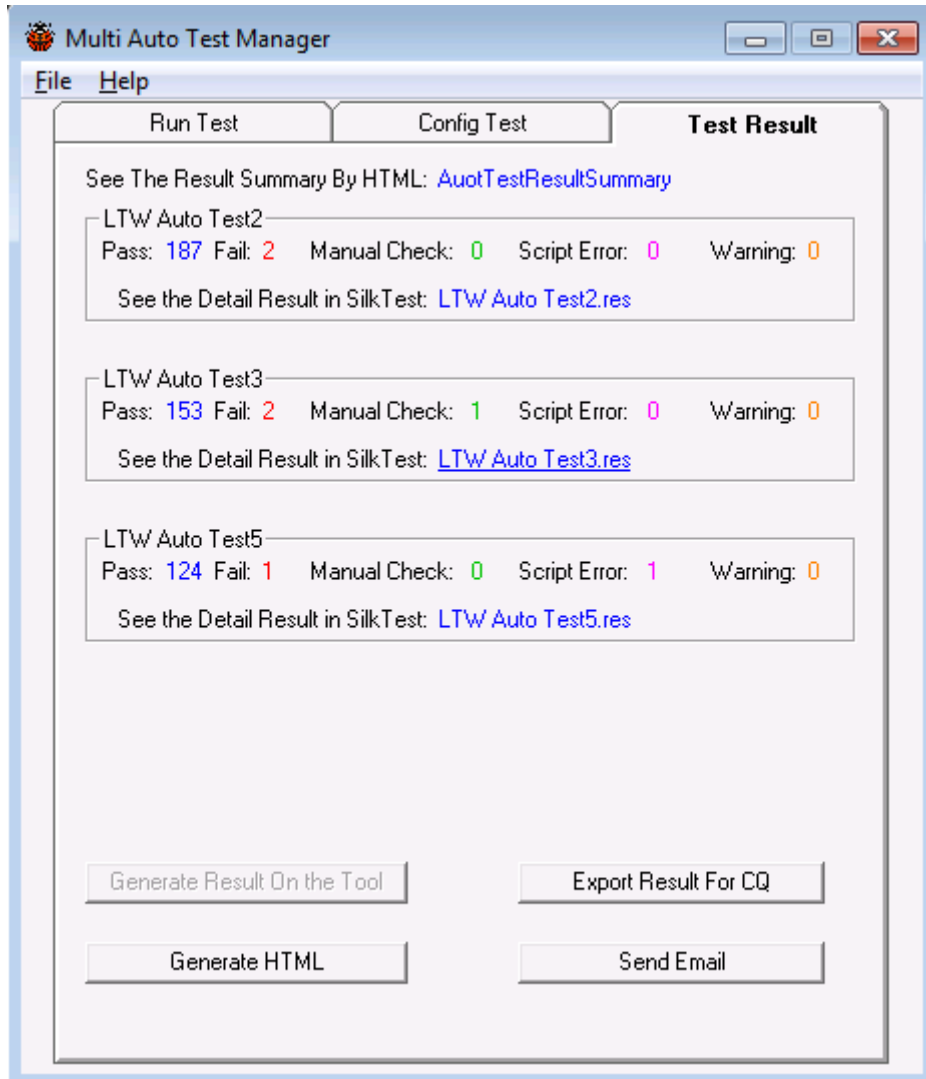 Multi Auto Test Manager
File Help
Run Test Config Test Test Result
See The Result Summary By HTML: AuotTestResultSummary
LTW Auto Test2
Pass: 187 Fail: 2 Manual Check: 0 Script Error: 0 Warning: 0
See the Detail Result in SilkTest: LTW Auto Test2.res
LTW Auto Test3
Pass: 153 Fail: 2 Manual Check: 1 Script Error: 0 Warning: 0
See the Detail Result in SilkTest: LTW Auto Test3.res
LTW Auto Test5
Pass: 124 Fail: 1 Manual Check: 0 Script Error: 1 Warning: 0
See the Detail Result in SilkTest: LTW Auto Test5.res
Generate Result On the Tool Export Result For CQ
Generate HTML Send Email